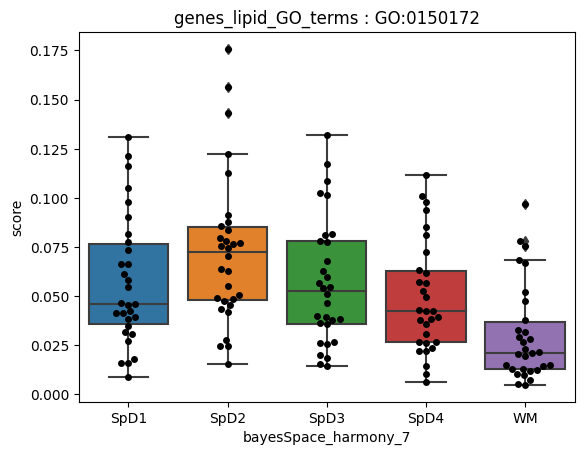 genes_lipid_GO_terms : GO:0150172
0.175
0.150
0.125
0.100
0.075
0.050
0.025
0.000
score
SpD1 SpD2 SpD3 SpD4 WM
bayesSpace_harmony_7